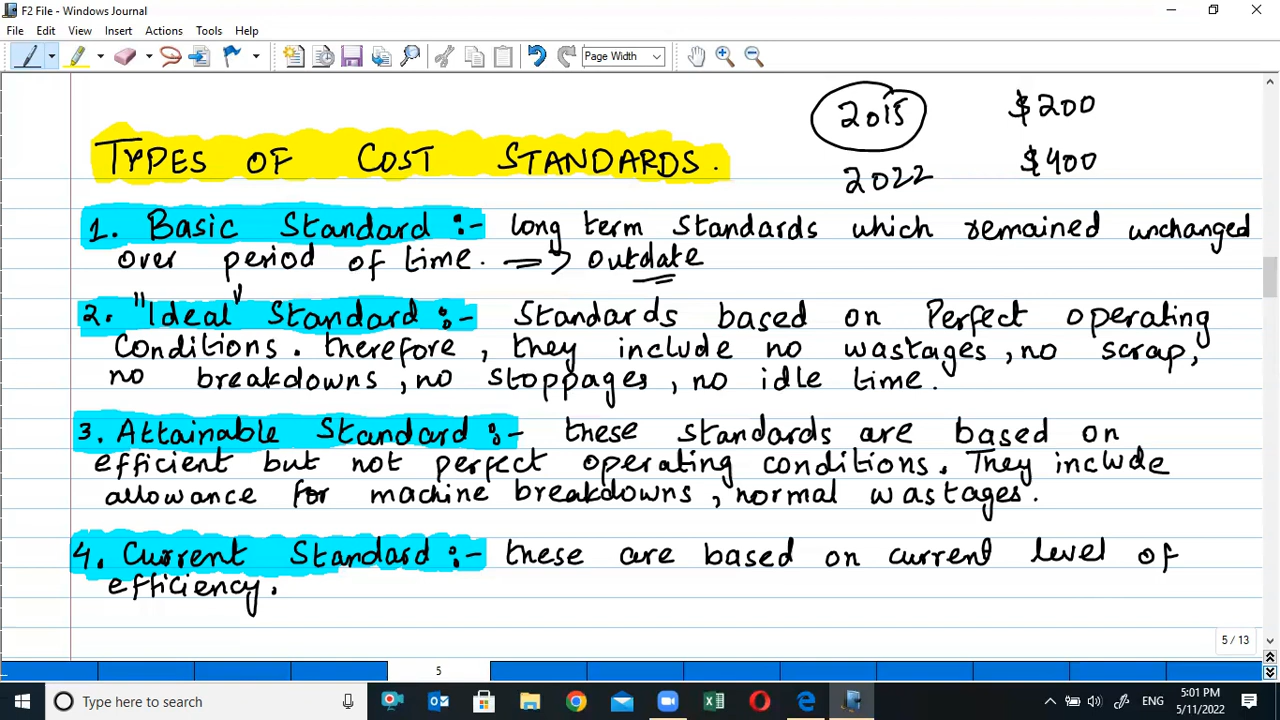 F2 File - Windows Journal
File Edit View Insert Actions Tools Help
Page Width
2015 $200
2022 $400
TYPES OF COST STANDARDS.
1. Basic Standard :- long term standards which remained unchanged
over period of time. => outdate
2. "Ideal" Standard :- Standards based on Perfect operating
Conditions. therefore, they include no wastages, no scrap,
no breakdowns, no stoppages, no idle time.
3. Attainable Standard :- these standards are based on
efficient but not perfect operating conditions. They include
allowance for machine breakdowns, normal wastages.
4. Current Standard :- these are based on current level of
efficiency.
5 / 13
5
Type here to search
ENG
5:01 PM
5/11/2022